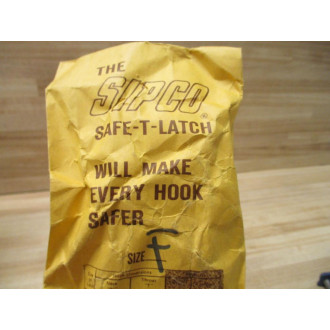 THE
SIPCO®
SAFE-T-LATCH
WILL MAKE
EVERY HOOK
SAFER
SIZE F